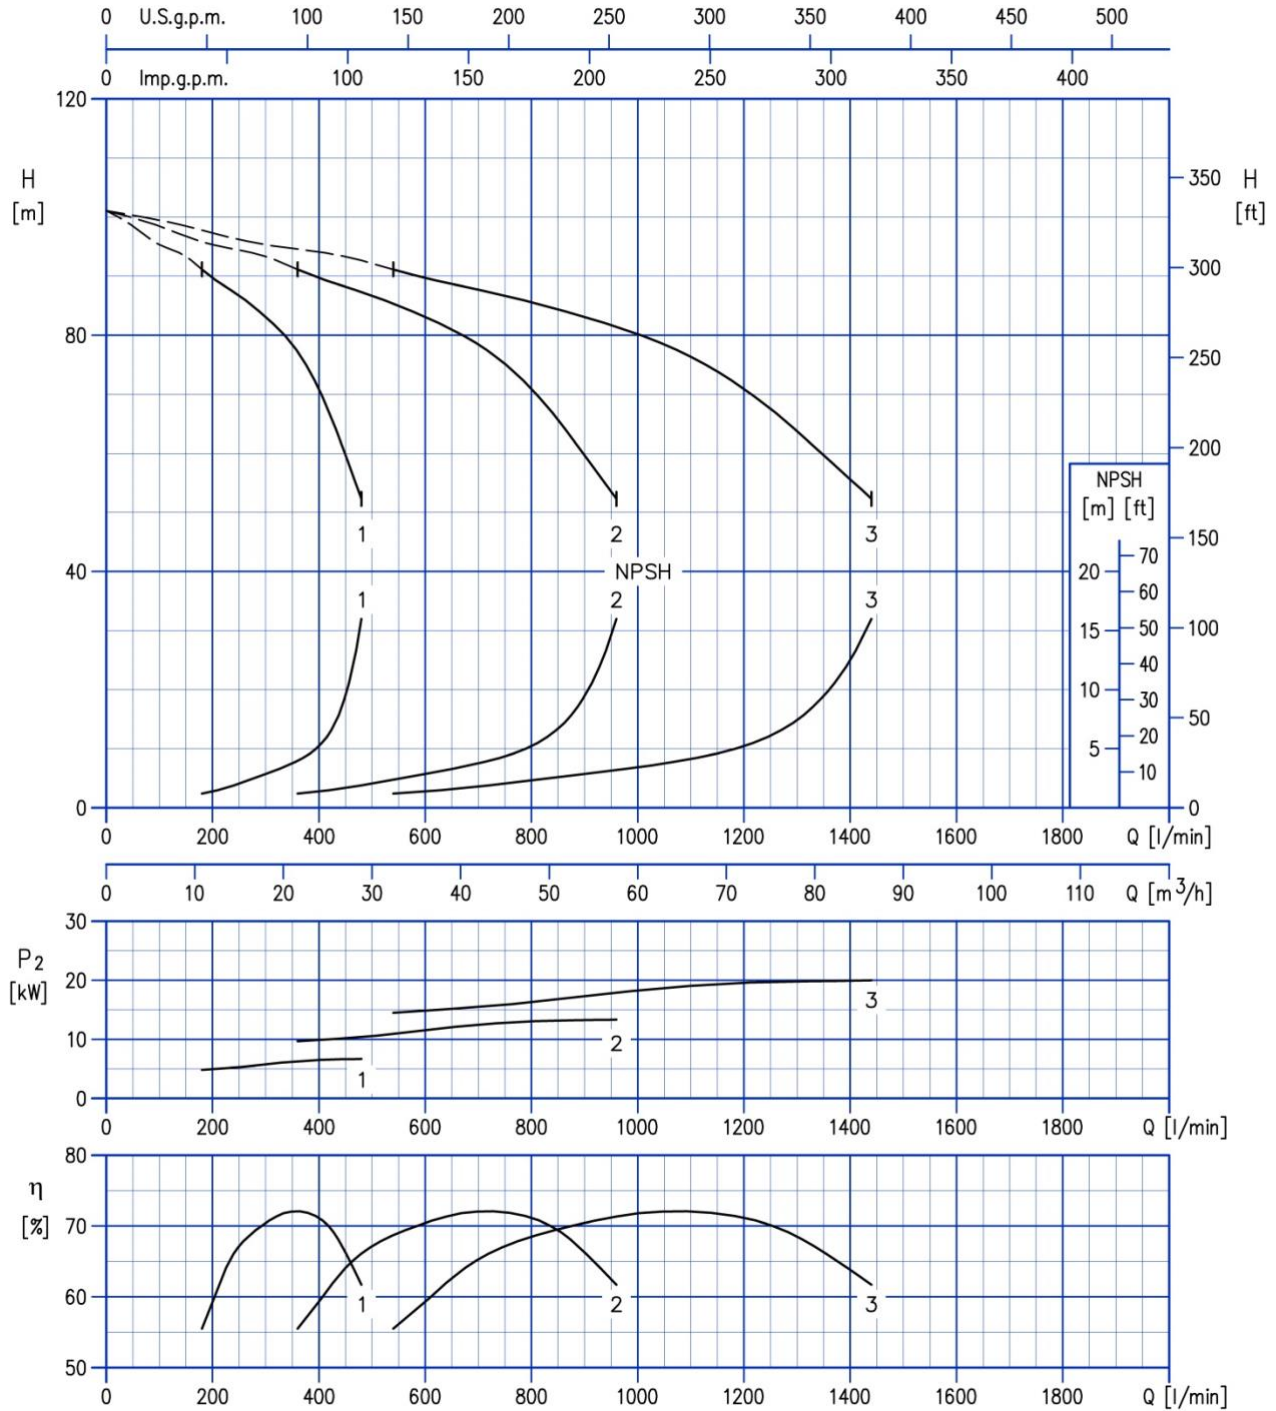 0 U.S.g.p.m. 100 150 200 250 300 350 400 450 500
0 Imp.g.p.m. 100 150 200 250 300 350 400
120
H
[m]
350 H
[ft]
300
80
250
200
NPSH
[m] [ft]
1 2 3
150
70
40 NPSH 20
60
1 2 3
15 50 100
40
10
30
50
20
5
10
0 0
0 200 400 600 800 1000 1200 1400 1600 1800 Q [l/min]
0 10 20 30 40 50 60 70 80 90 100 110 Q [m³/h]
30
P2
[kW]
20
3
10
2
1
0
0 200 400 600 800 1000 1200 1400 1600 1800 Q [l/min]
80
η
[%]
70
60
1 2 3
50
0 200 400 600 800 1000 1200 1400 1600 1800 Q [l/min]